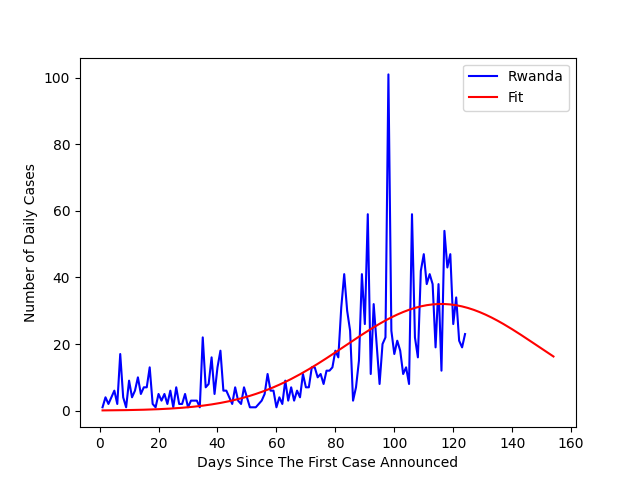 Rwanda
Fit
Number of Daily Cases
100
80
60
40
20
0
0 20 40 60 80 100 120 140 160
Days Since The First Case Announced